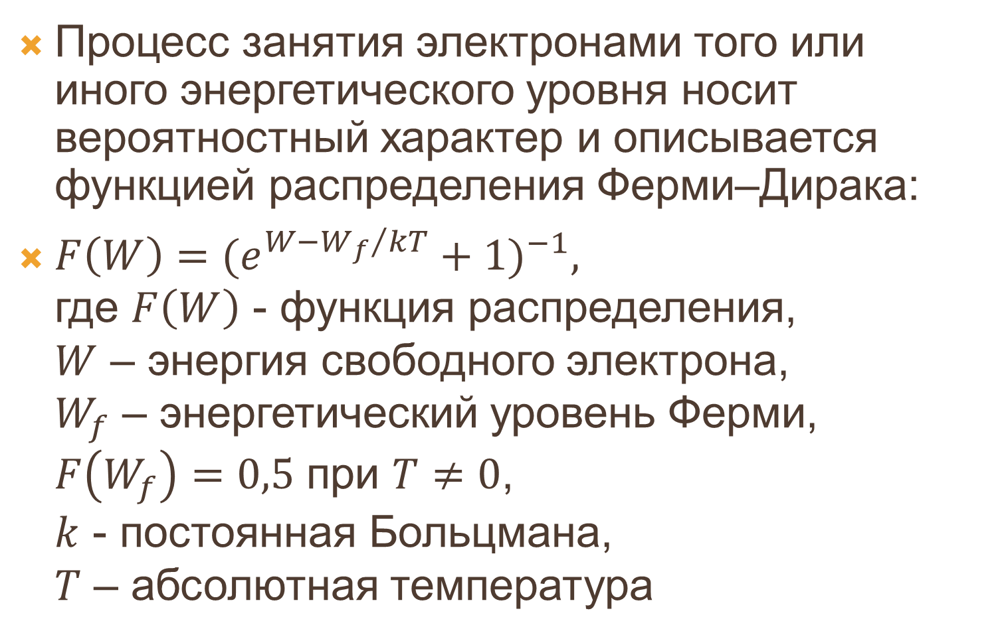 Процесс занятия электронами того или
иного энергетического уровня носит
вероятностный характер и описывается
функцией распределения Ферми–Дирака:
F(W) = (e^{W−W_f/kT} + 1)^{−1},
где F(W) - функция распределения,
W – энергия свободного электрона,
W_f – энергетический уровень Ферми,
F(W_f) = 0,5 при T ≠ 0,
k - постоянная Больцмана,
T – абсолютная температура